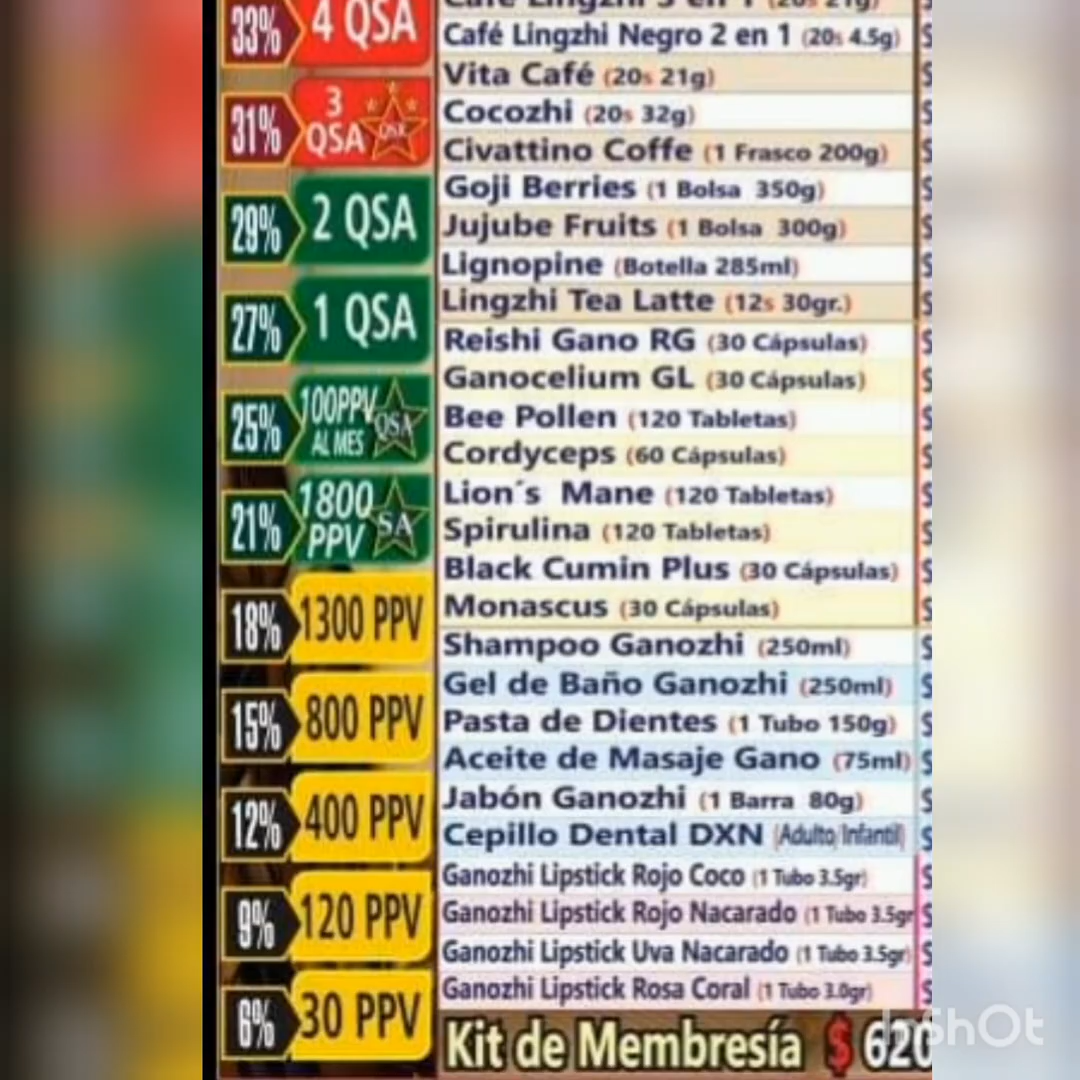 33% 4 QSA
31% 3 QSA QSA
29% 2 QSA
27% 1 QSA
25% 100PPV AL MES QSA
21% 1800 PPV SA
18% 1300 PPV
15% 800 PPV
12% 400 PPV
9% 120 PPV
6% 30 PPV
Café Lingzhi 3 en 1 (20s 21g)
Café Lingzhi Negro 2 en 1 (20s 4.5g) $
Vita Café (20s 21g) $
Cocozhi (20s 32g) $
Civattino Coffe (1 Frasco 200g) $
Goji Berries (1 Bolsa 350g) $
Jujube Fruits (1 Bolsa 300g) $
Lignopine (Botella 285ml) $
Lingzhi Tea Latte (12s 30gr.) $
Reishi Gano RG (30 Cápsulas) $
Ganocelium GL (30 Cápsulas) $
Bee Pollen (120 Tabletas) $
Cordyceps (60 Cápsulas) $
Lion´s Mane (120 Tabletas) $
Spirulina (120 Tabletas) $
Black Cumin Plus (30 Cápsulas) $
Monascus (30 Cápsulas) $
Shampoo Ganozhi (250ml) $
Gel de Baño Ganozhi (250ml) $
Pasta de Dientes (1 Tubo 150g) $
Aceite de Masaje Gano (75ml) $
Jabón Ganozhi (1 Barra 80g) $
Cepillo Dental DXN (Adulto/Infantil) $
Ganozhi Lipstick Rojo Coco (1 Tubo 3.5gr) $
Ganozhi Lipstick Rojo Nacarado (1 Tubo 3.5gr $
Ganozhi Lipstick Uva Nacarado (1 Tubo 3.5gr) $
Ganozhi Lipstick Rosa Coral (1 Tubo 3.0gr) $
Kit de Membresía $ 620
InShOt